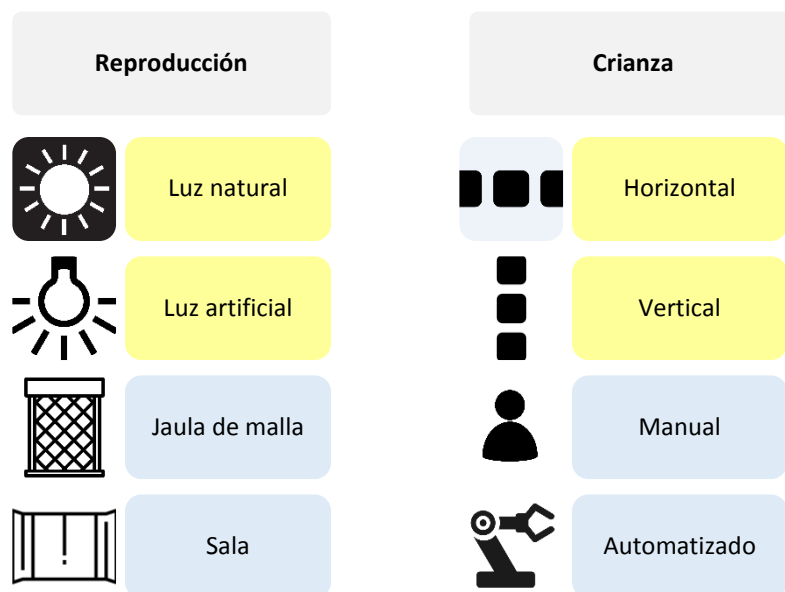 Reproducción
Crianza
Luz natural
Horizontal
Luz artificial
Vertical
Jaula de malla
Manual
Sala
Automatizado